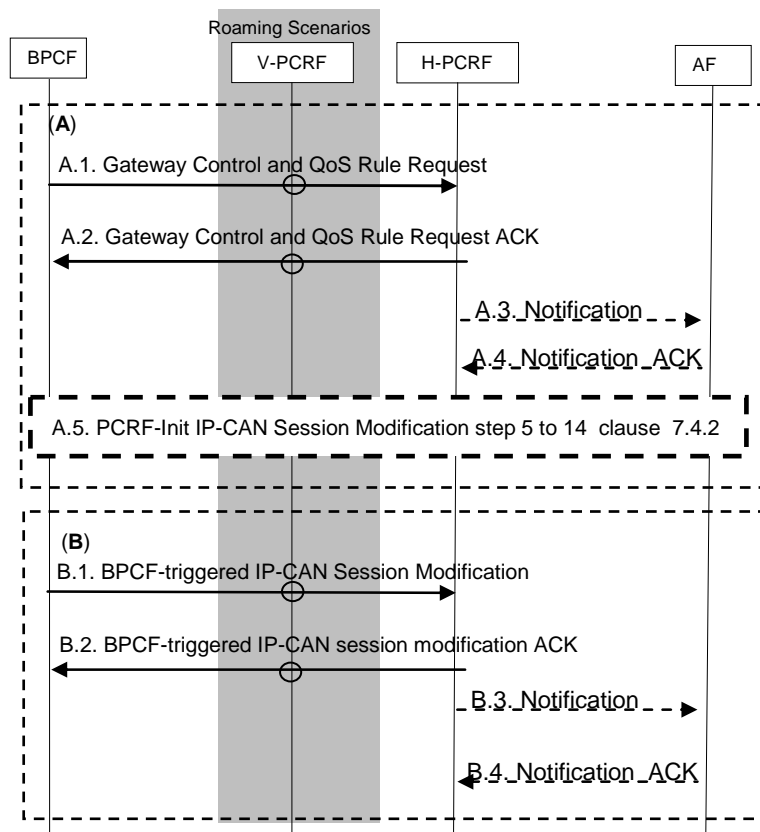 Roaming Scenarios
BPCF
V-PCRF
H-PCRF
AF
(A)
A.1. Gateway Control and QoS Rule Request
A.2. Gateway Control and QoS Rule Request ACK
A.3. Notification
A.4. Notification ACK
A.5. PCRF-Init IP-CAN Session Modification step 5 to 14 clause 7.4.2
(B)
B.1. BPCF-triggered IP-CAN Session Modification
B.2. BPCF-triggered IP-CAN session modification ACK
B.3. Notification
B.4. Notification ACK